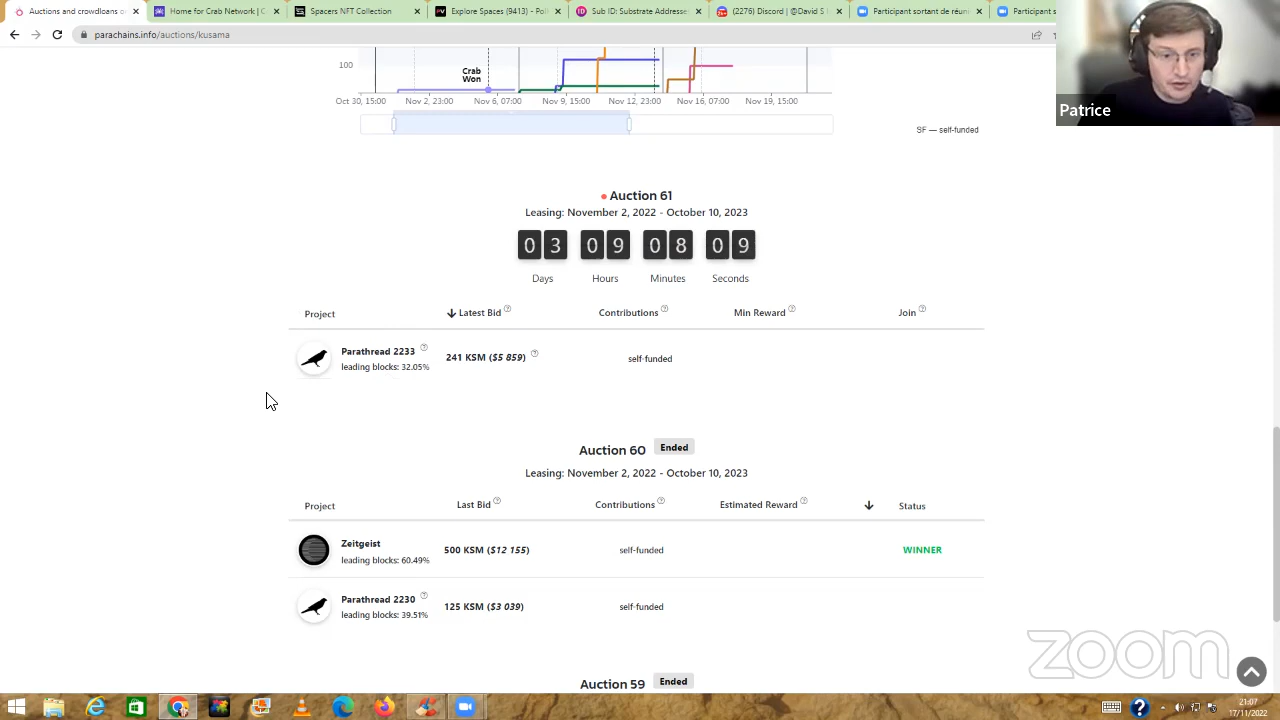 Auctions and crowdloans o
Home for Crab Network | C
Spacers NFT Collection
Explore Spaces (9413) - Poll
Sub ID: Substrate Addresse
(2276) Discord | @David S
Participant sortant de réuni
Participant s
parachains.info/auctions/kusama
Patrice
100
Crab
Won
Oct 30, 15:00 Nov 2, 23:00 Nov 6, 07:00 Nov 9, 15:00 Nov 12, 23:00 Nov 16, 07:00 Nov 19, 15:00
SF — self-funded
Auction 61
Leasing: November 2, 2022 - October 10, 2023
03 09 08 09
Days Hours Minutes Seconds
Project Latest Bid Contributions Min Reward Join
Parathread 2233
241 KSM ($5 859) self-funded
leading blocks: 32.05%
Auction 60 Ended
Leasing: November 2, 2022 - October 10, 2023
Project Last Bid Contributions Estimated Reward Status
Zeitgeist
500 KSM ($12 155) self-funded WINNER
leading blocks: 60.49%
Parathread 2230
125 KSM ($3 039) self-funded
leading blocks: 39.51%
zoom
Auction 59 Ended
21:07
17/11/2022